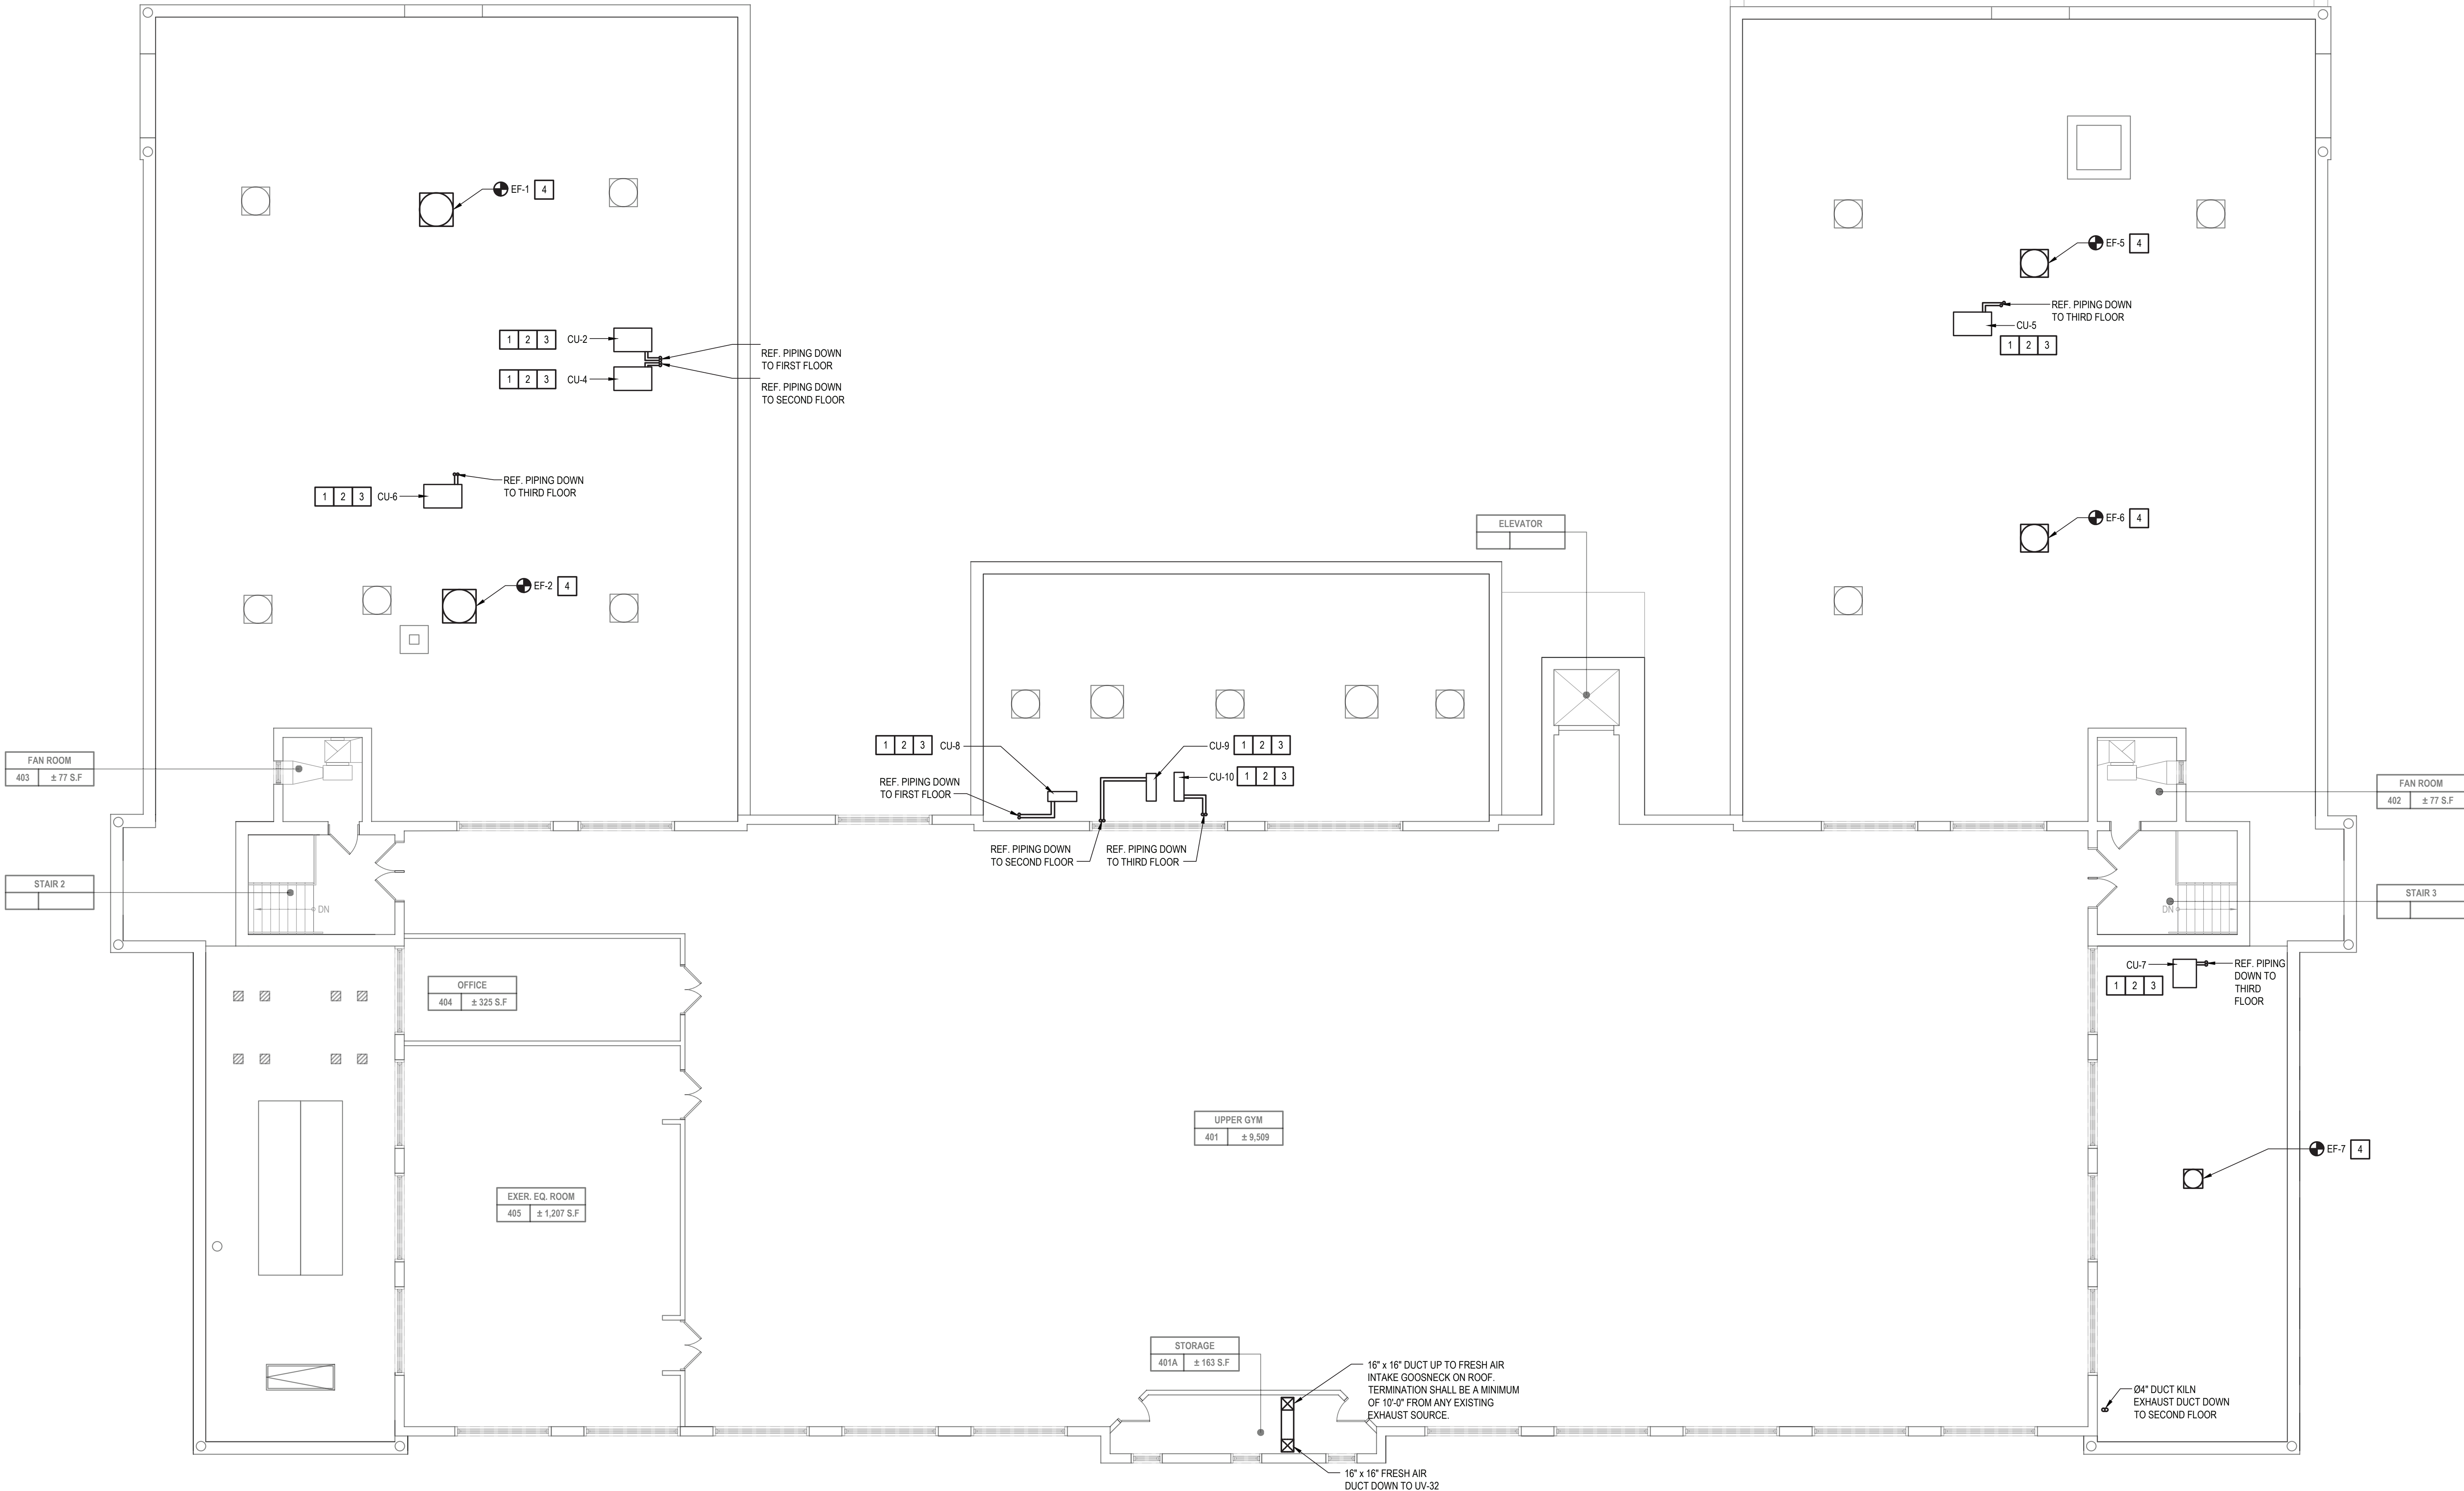 EF-1 4
EF-5 4
REF. PIPING DOWN
TO THIRD FLOOR
CU-5
1 2 3
1 2 3 CU-2
REF. PIPING DOWN
TO FIRST FLOOR
1 2 3 CU-4
REF. PIPING DOWN
TO SECOND FLOOR
REF. PIPING DOWN
TO THIRD FLOOR
1 2 3 CU-6
ELEVATOR
EF-6 4
EF-2 4
1 2 3 CU-8
CU-9 1 2 3
CU-10 1 2 3
REF. PIPING DOWN
TO FIRST FLOOR
FAN ROOM
403 ± 77 S.F
FAN ROOM
402 ± 77 S.F
REF. PIPING DOWN
TO SECOND FLOOR
REF. PIPING DOWN
TO THIRD FLOOR
STAIR 2
DN
STAIR 3
DN
OFFICE
404 ± 325 S.F
CU-7
1 2 3
REF. PIPING
DOWN TO
THIRD
FLOOR
UPPER GYM
401 ± 9,509
EF-7 4
EXER. EQ. ROOM
405 ± 1,207 S.F
STORAGE
401A ± 163 S.F
16" x 16" DUCT UP TO FRESH AIR
INTAKE GOOSNECK ON ROOF.
TERMINATION SHALL BE A MINIMUM
OF 10'-0" FROM ANY EXISTING
EXHAUST SOURCE.
Ø4" DUCT KILN
EXHAUST DUCT DOWN
TO SECOND FLOOR
16" x 16" FRESH AIR
DUCT DOWN TO UV-32